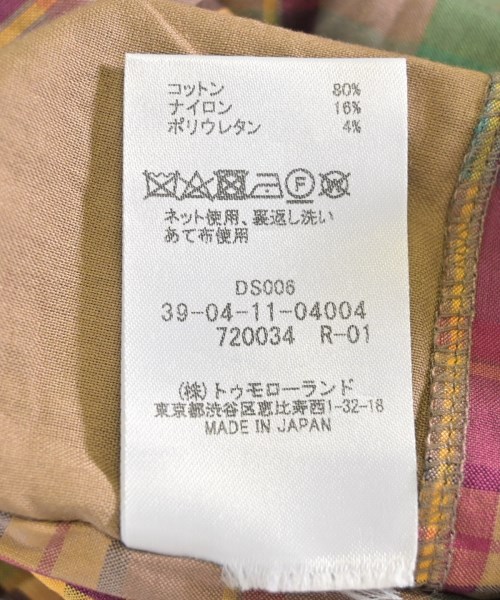 コットン 80%
ナイロン 16%
ポリウレタン 4%
ネット使用、裏返し洗い
あて布使用
DS006
39-04-11-04004
720034 R-01
(株)トゥモローランド
東京都渋谷区恵比寿西1-32-18
MADE IN JAPAN